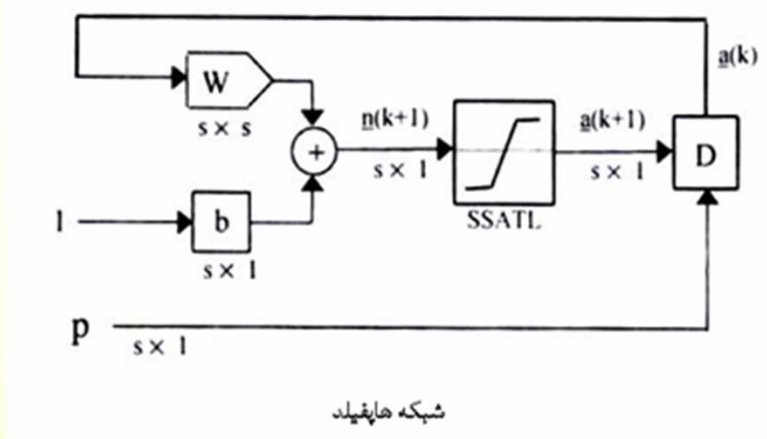 a(k)
W
s × s
+
n(k+1)
s × 1
SSATL
a(k+1)
s × 1
D
1
b
s × 1
p
s × 1
شبکه هاپفیلد